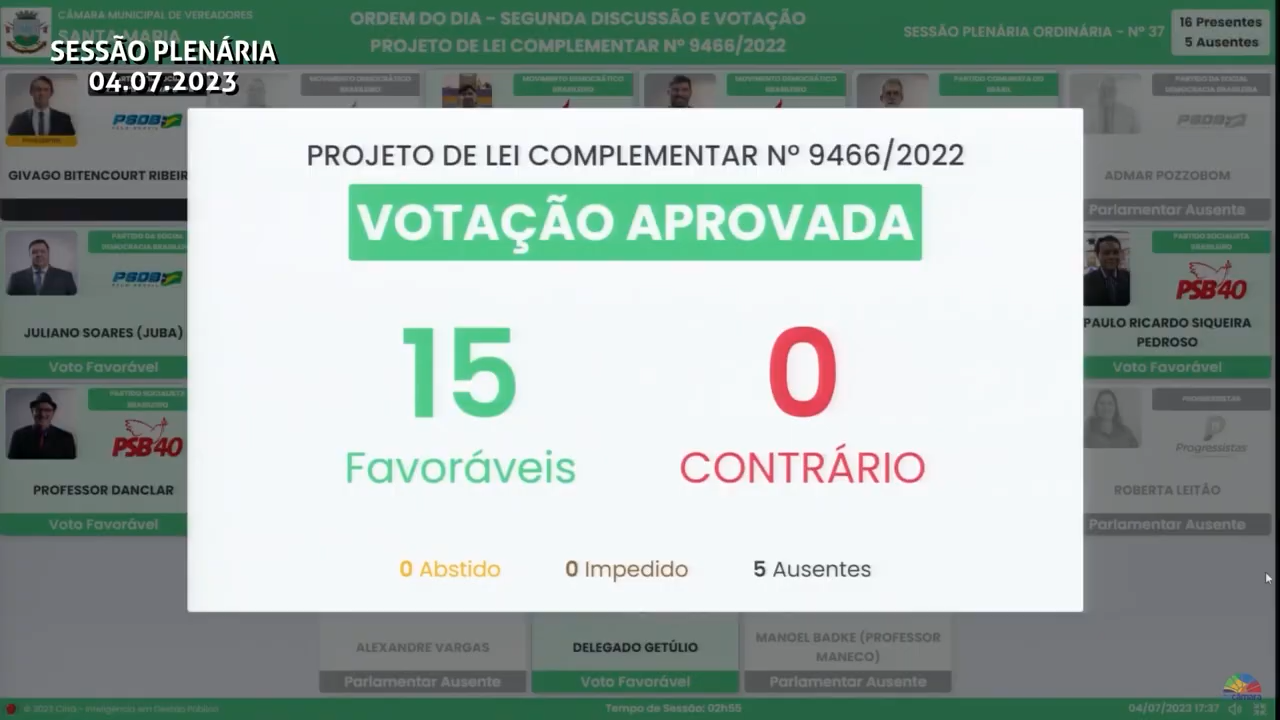 CÂMARA MUNICIPAL DE VEREADORES
SANTA MARIA
SESSÃO PLENÁRIA
04.07.2023
ORDEM DO DIA - SEGUNDA DISCUSSÃO E VOTAÇÃO
PROJETO DE LEI COMPLEMENTAR Nº 9466/2022
SESSÃO PLENÁRIA ORDINÁRIA - Nº 37
16 Presentes
5 Ausentes
MOVIMENTO DEMOCRÁTICO
BRASILEIRO
MOVIMENTO DEMOCRÁTICO
BRASILEIRO
MOVIMENTO DEMOCRÁTICO
BRASILEIRO
PARTIDO COMUNISTA DO
BRASIL
PARTIDO DA SOCIAL
DEMOCRACIA BRASILEIRA
PSDB
Presidente
GIVAGO BITENCOURT RIBEIR
PSDB
ADMAR POZZOBOM
Parlamentar Ausente
PROJETO DE LEI COMPLEMENTAR Nº 9466/2022
VOTAÇÃO APROVADA
15
Favoráveis
0
CONTRÁRIO
0 Abstido
0 Impedido
5 Ausentes
PARTIDO DA SOCIAL
DEMOCRACIA BRASILEI
PSDB
JULIANO SOARES (JUBA)
Voto Favorável
PARTIDO SOCIALISTA
BRASILEIRO
PSB40
PAULO RICARDO SIQUEIRA
PEDROSO
Voto Favorável
PARTIDO SOCIALISTA
BRASILEIRO
PSB40
PROFESSOR DANCLAR
Voto Favorável
PROGRESSISTAS
Progressistas
ROBERTA LEITÃO
Parlamentar Ausente
ALEXANDRE VARGAS
Parlamentar Ausente
DELEGADO GETÚLIO
Voto Favorável
MANOEL BADKE (PROFESSOR
MANECO)
Parlamentar Ausente
Tempo de Sessão: 02h55
04/07/2023 17:37
câmara